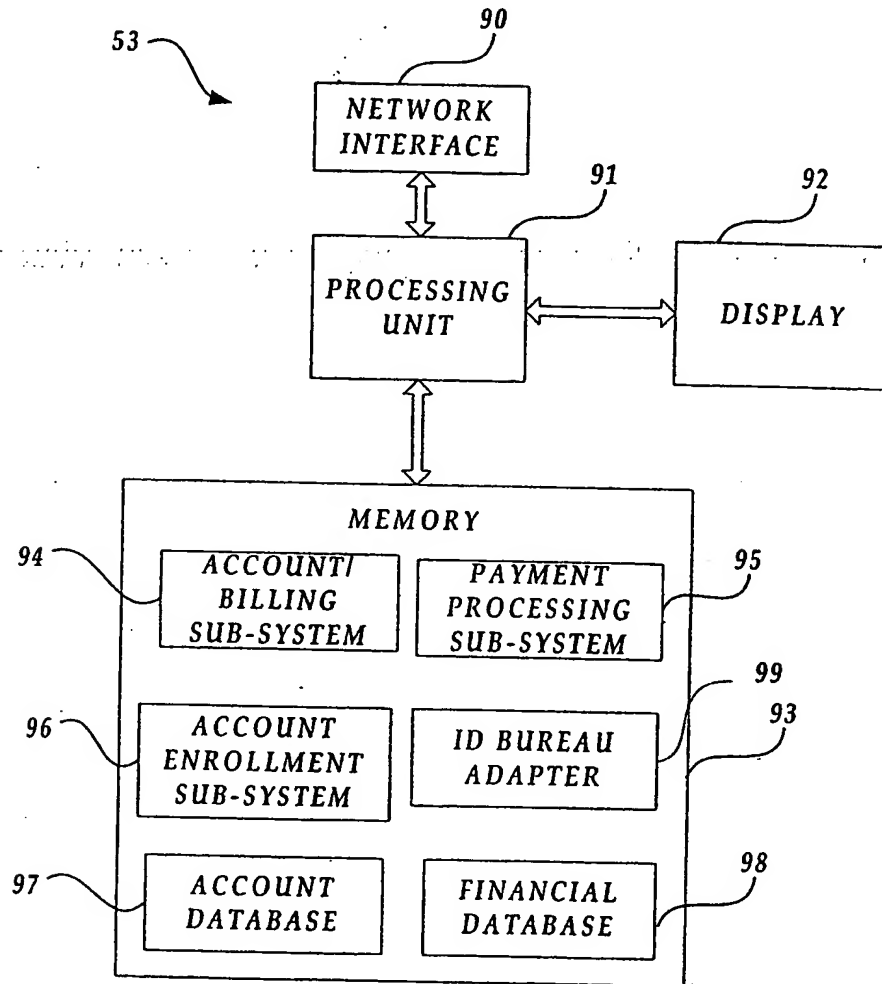 53
90
NETWORK
INTERFACE
91
92
PROCESSING
UNIT
DISPLAY
MEMORY
94
ACCOUNT/
BILLING
SUB-SYSTEM
PAYMENT
PROCESSING
SUB-SYSTEM
95
99
93
96
ACCOUNT
ENROLLMENT
SUB-SYSTEM
ID BUREAU
ADAPTER
97
ACCOUNT
DATABASE
FINANCIAL
DATABASE
98